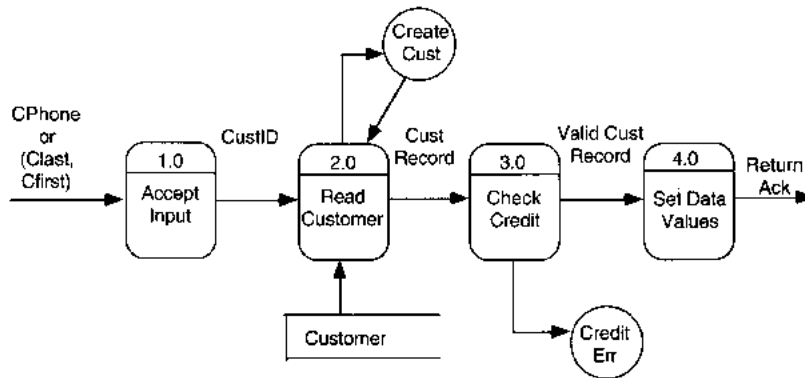 Create
Cust
CPhone
or
(Clast,
Cfirst)
CustID
Cust
Record
Valid Cust
Record
Return
Ack
1.0
Accept
Input
2.0
Read
Customer
3.0
Check
Credit
4.0
Set Data
Values
Customer
Credit
Err